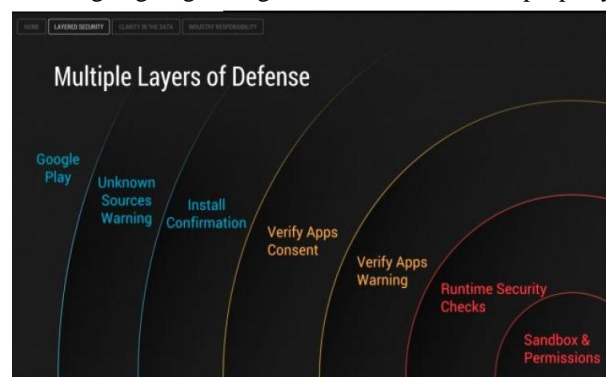 HOME LAYERED SECURITY CLARITY IN THE DATA INDUSTRY RESPONSIBILITY
Multiple Layers of Defense
Google
Play
Unknown
Sources
Warning
Install
Confirmation
Verify Apps
Consent
Verify Apps
Warning
Runtime Security
Checks
Sandbox &
Permissions